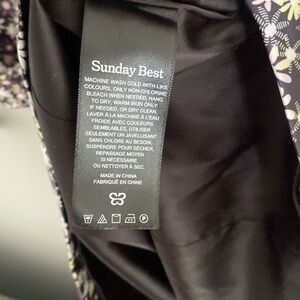 Sunday Best
MACHINE WASH COLD WITH LIKE
COLOURS, ONLY NON-CHLORINE
BLEACH WHEN NEEDED, HANG
TO DRY, WARM IRON ONLY
IF NEEDED, OR DRY CLEAN.
LAVER À LA MACHINE À L'EAU
FROIDE AVEC COULEURS
SEMBLABLES, UTILISER
SEULEMENT UN JAVELLISANT
SANS CHLORE AU BESOIN,
SUSPENDRE POUR SÉCHER,
REPASSAGE MOYEN
SI NÉCESSAIRE
OU NETTOYER À SEC.
MADE IN CHINA
FABRIQUÉ EN CHINE